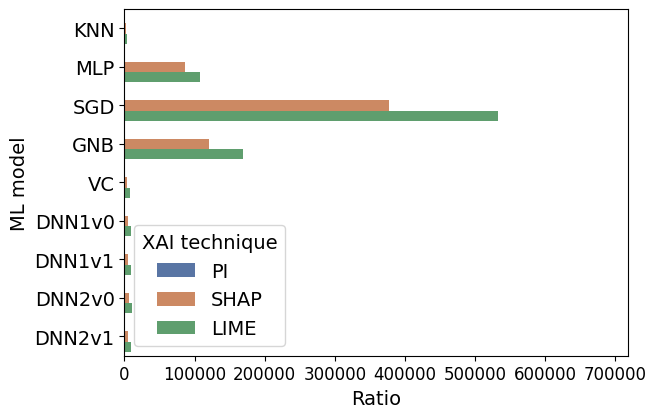 KNN
MLP
SGD
GNB
VC
DNN1v0
DNN1v1
DNN2v0
DNN2v1
ML model
XAI technique
PI
SHAP
LIME
0 100000 200000 300000 400000 500000 600000 700000
Ratio